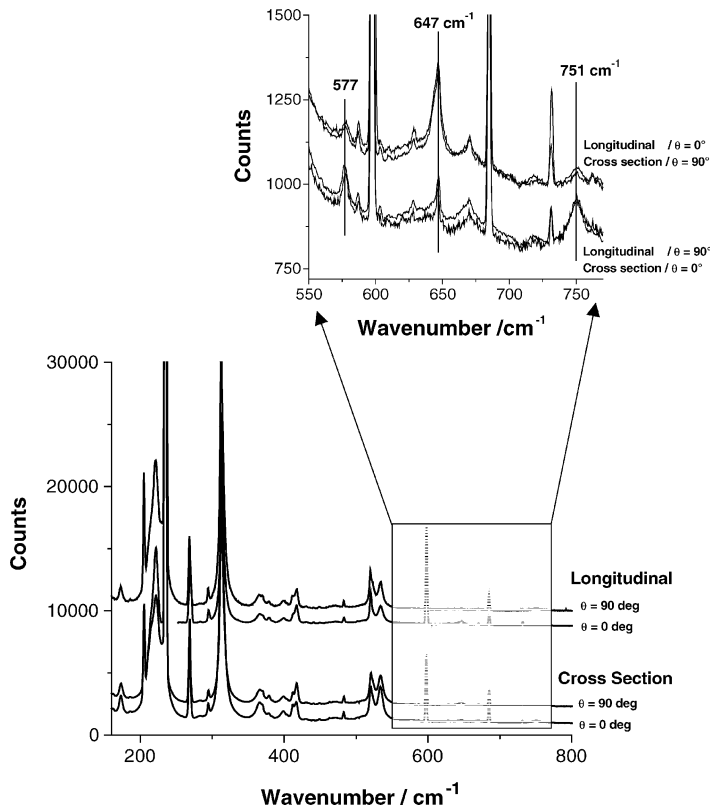 1500
647 cm-1
577
751 cm-1
1250
Counts
Longitudinal / θ = 0°
Cross section / θ = 90°
1000
Longitudinal / θ = 90°
Cross section / θ = 0°
750
550 600 650 700 750
Wavenumber /cm-1
30000
20000
Counts
Longitudinal
10000
θ = 90 deg
θ = 0 deg
Cross Section
θ = 90 deg
θ = 0 deg
0
200 400 600 800
Wavenumber / cm-1